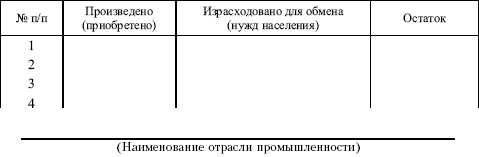 № п/п Произведено (приобретено) Израсходовано для обмена (нужд населения) Остаток
1
2
3
4
(Наименование отрасли промышленности)